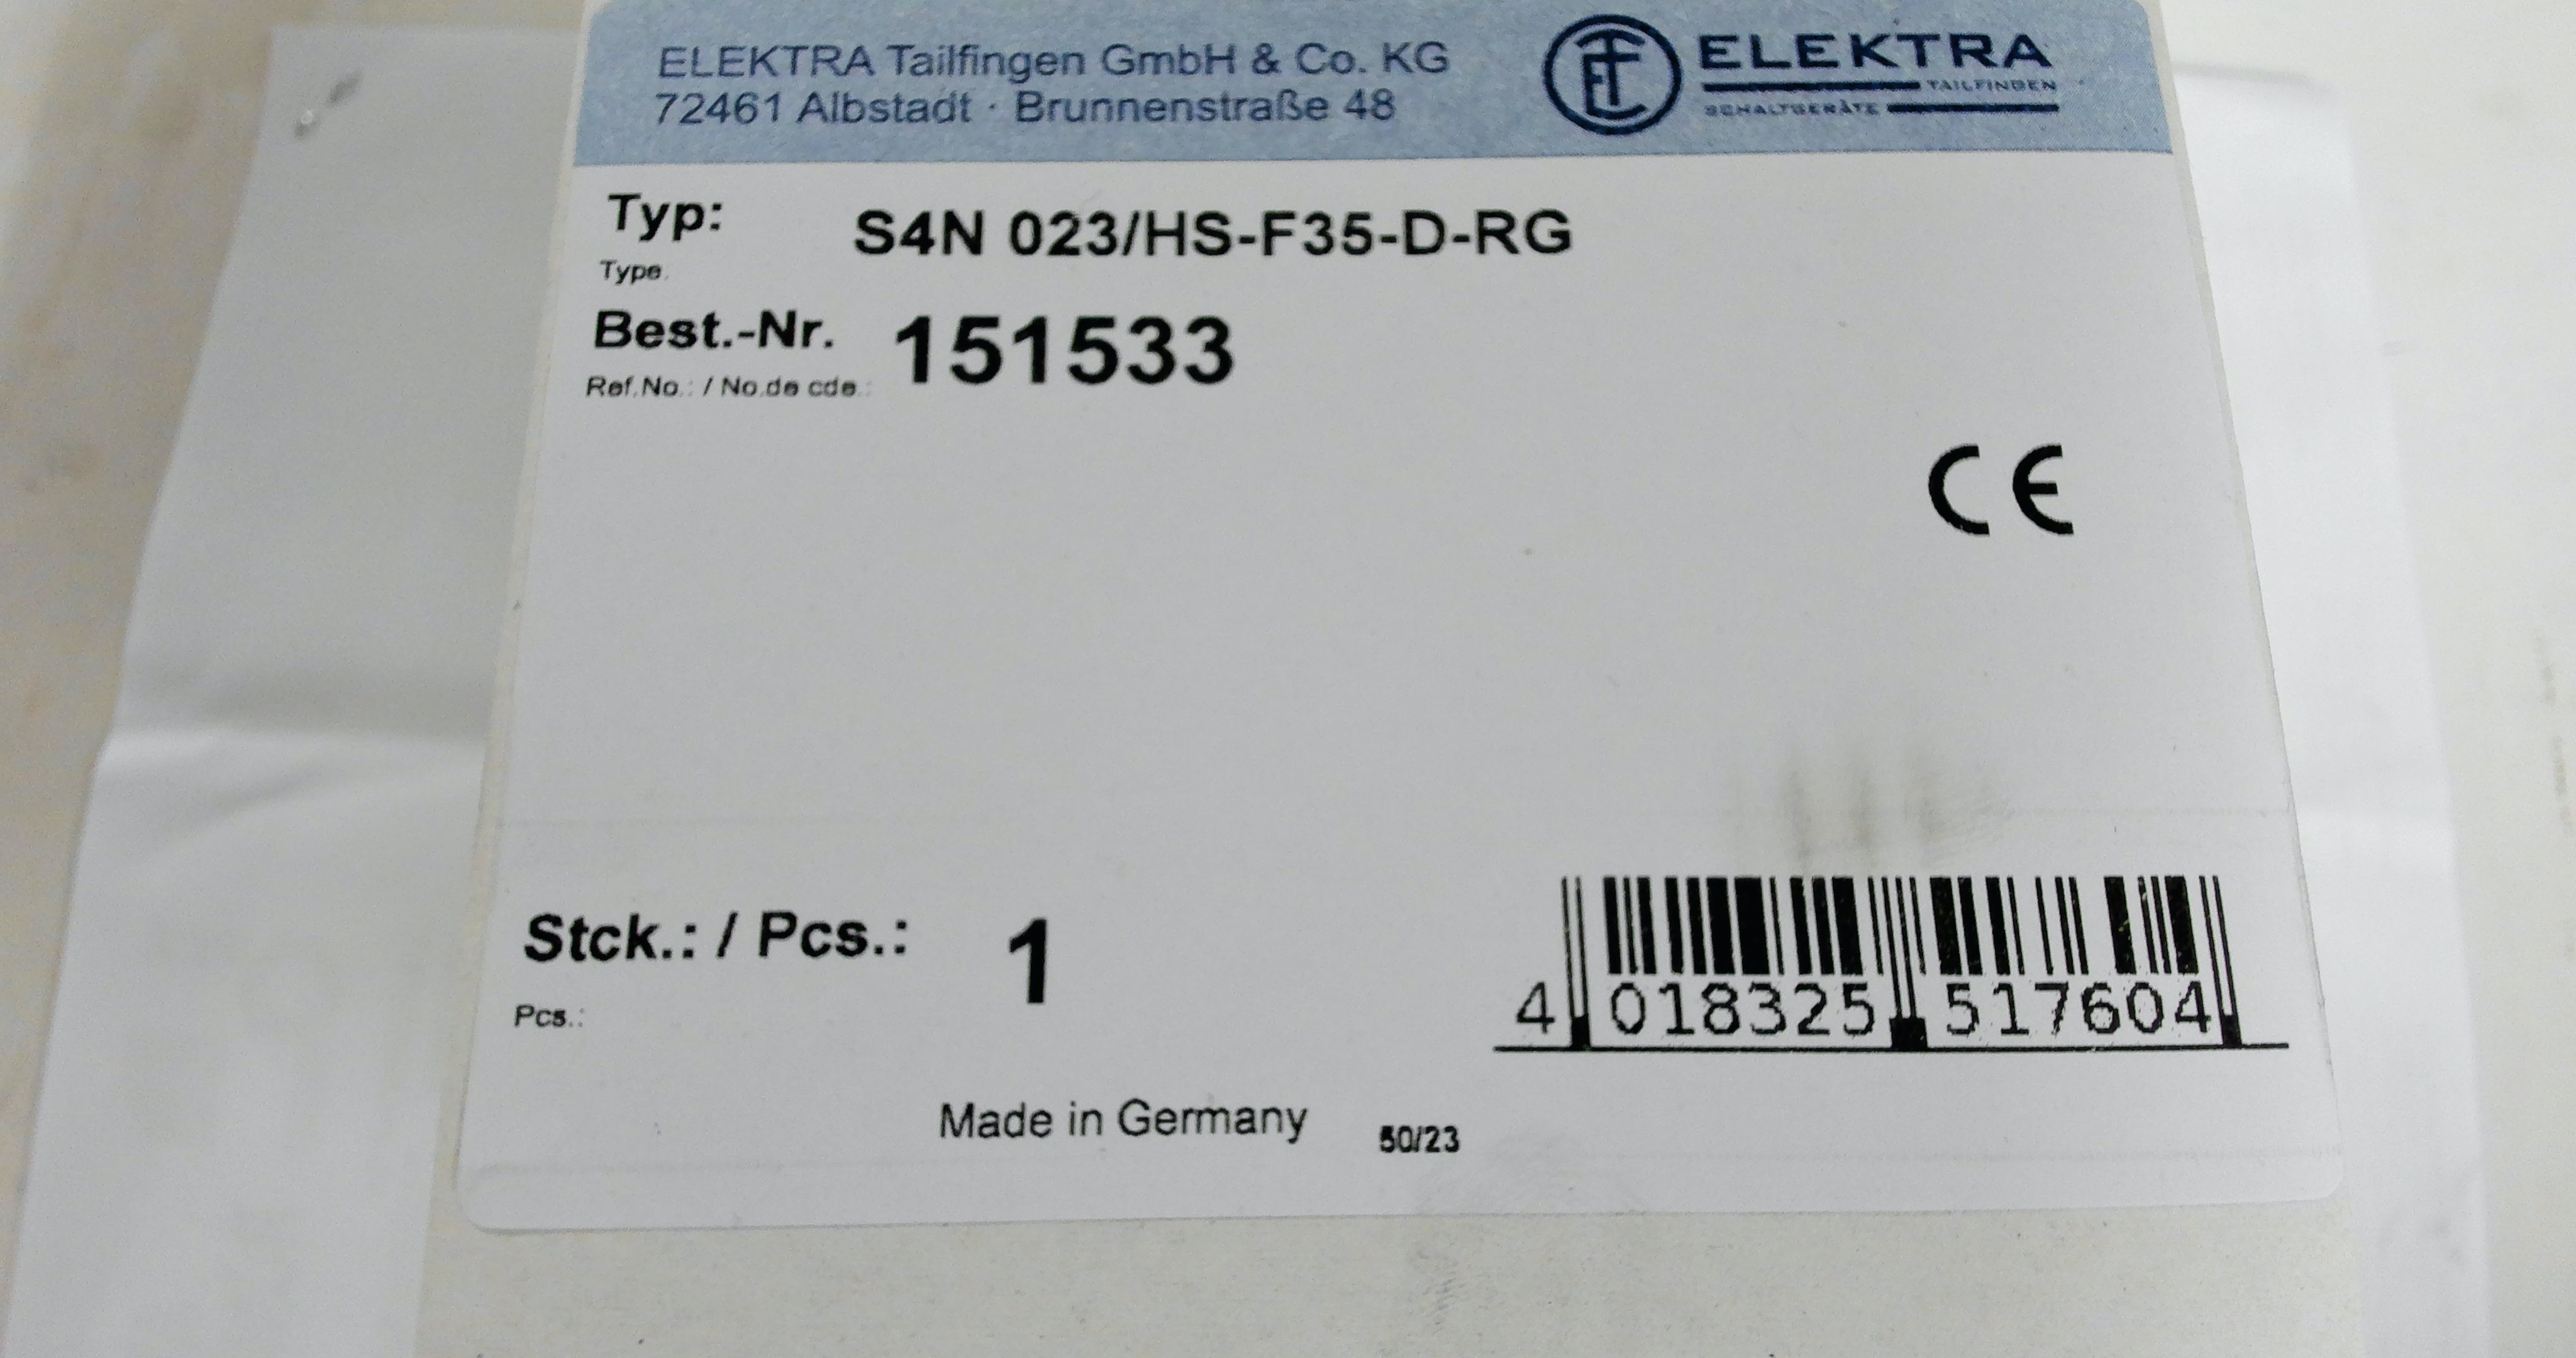 ELEKTRA Tailfingen GmbH & Co. KG
72461 Albstadt · Brunnenstraße 48
ELEKTRA
TAILFINGEN
SCHALTGERÄTE
Typ: S4N 023/HS-F35-D-RG
Type
Best.-Nr. 151533
Ref.No.: / No.de cde.:
CE
Stck.: / Pcs.: 1
Pcs.:
4 018325 517604
Made in Germany 50/23